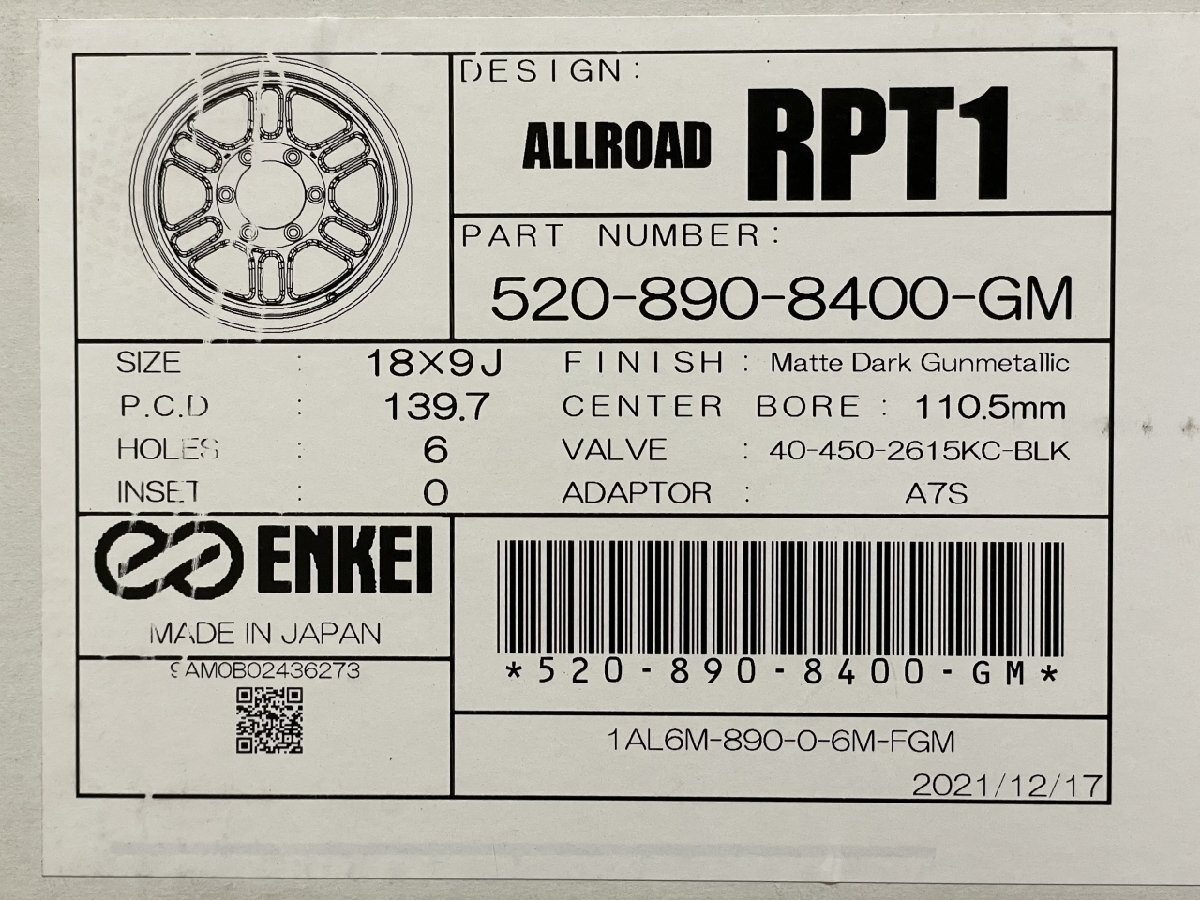 DESIGN:
ALLROAD RPT1
PART NUMBER:
520-890-8400-GM
SIZE : 18×9J FINISH : Matte Dark Gunmetallic
P.C.D : 139.7 CENTER BORE : 110.5mm
HOLES : 6 VALVE : 40-450-2615KC-BLK
INSET : 0 ADAPTOR : A7S
ENKEI
MADE IN JAPAN
9AM0B02436273
*520-890-8400-GM*
1AL6M-890-0-6M-FGM
2021/12/17